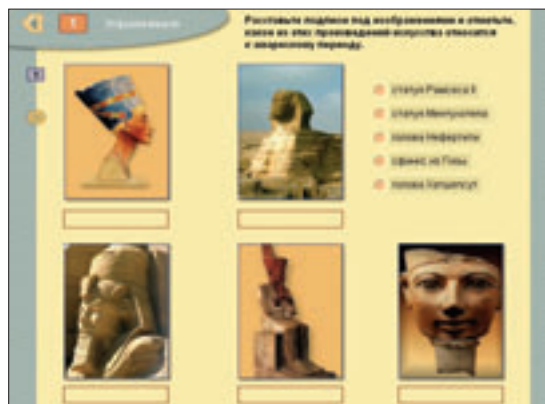 1 Упражнение
Расставьте подписи под изображениями и отметьте,
какое из этих произведений искусства относится
к амарнскому периоду.
статуя Рамсеса II
статуя Ментухотепа
голова Нефертити
сфинкс из Гизы
голова Хатшепсут